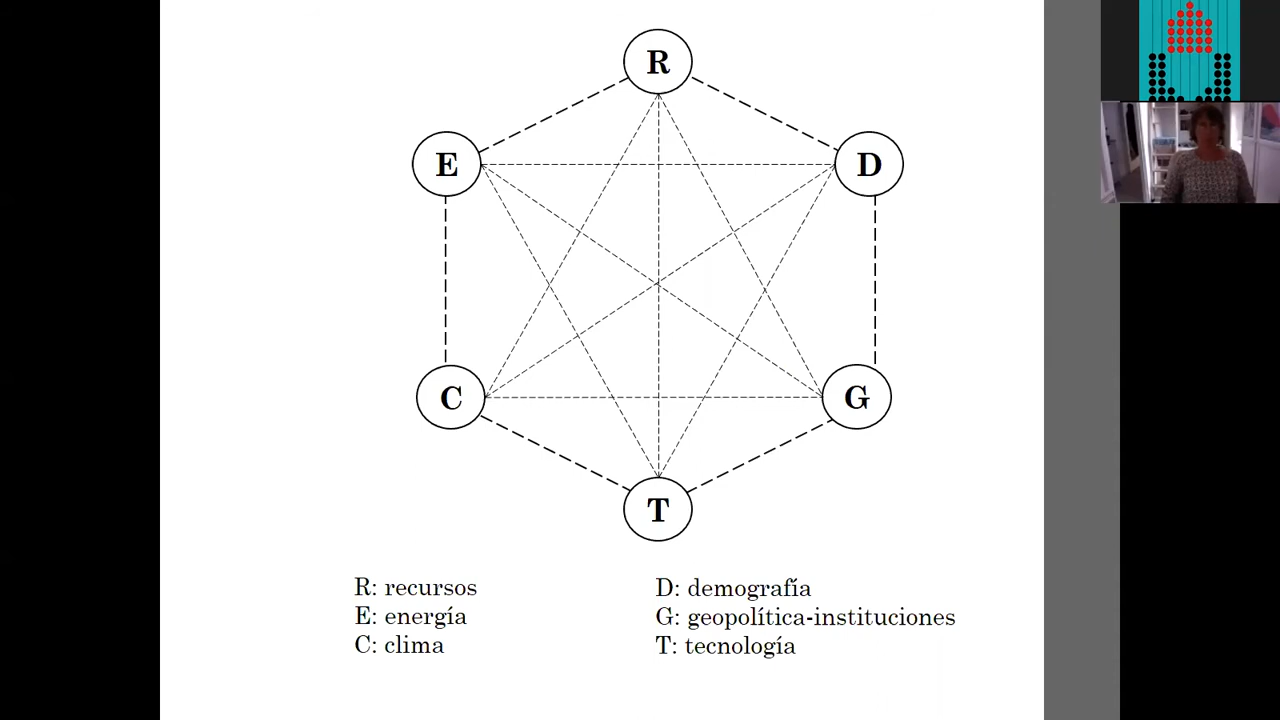 R
E
D
C
G
T
R: recursos
E: energía
C: clima
D: demografía
G: geopolítica-instituciones
T: tecnología